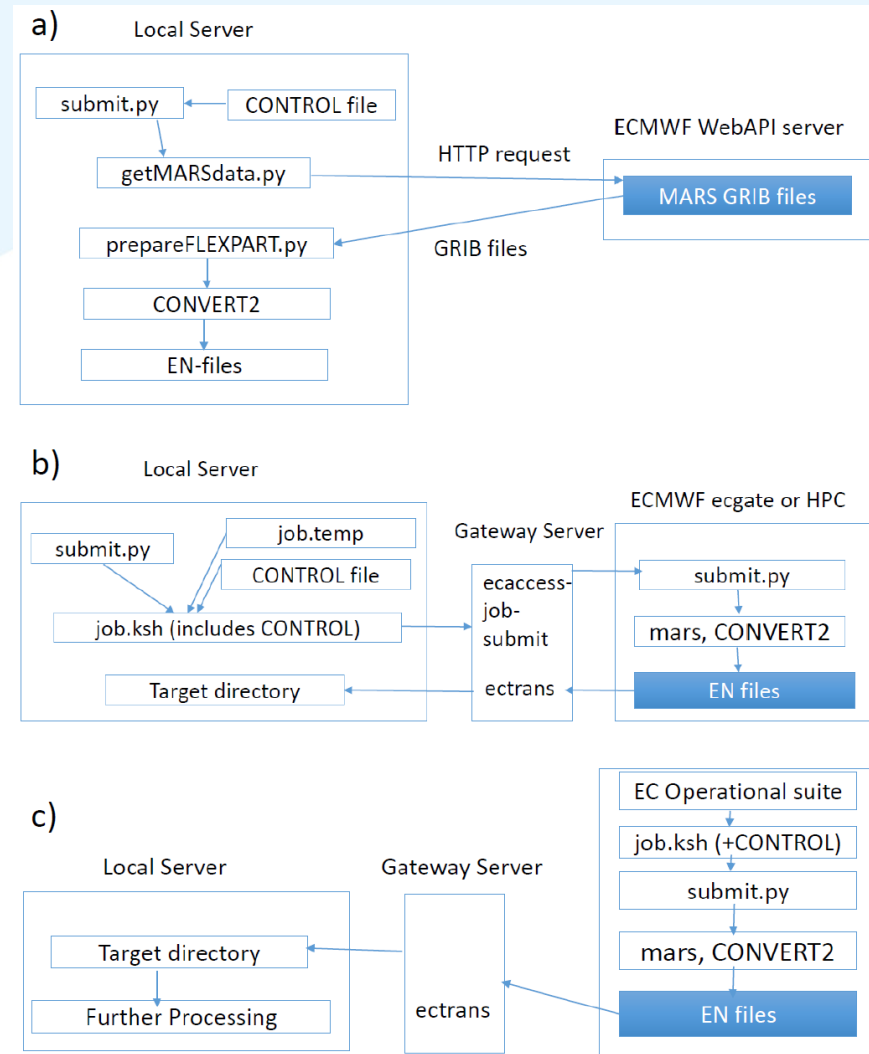 a)
Local Server
submit.py
CONTROL file
ECMWF WebAPI server
HTTP request
getMARSdata.py
MARS GRIB files
prepareFLEXPART.py
GRIB files
CONVERT2
EN-files
b)
Local Server
ECMWF ecgate or HPC
Gateway Server
job.temp
submit.py
CONTROL file
ecaccess-
job-
submit
submit.py
job.ksh (includes CONTROL)
mars, CONVERT2
Target directory
ectrans
EN files
c)
EC Operational suite
job.ksh (+CONTROL)
Local Server
Gateway Server
submit.py
Target directory
mars, CONVERT2
Further Processing
ectrans
EN files